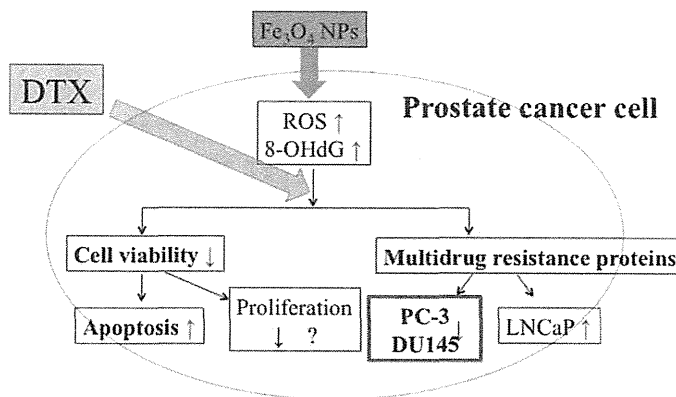 Fe₃O₄ NPs
DTX
Prostate cancer cell
ROS ↑
8-OHdG ↑
Cell viability ↓
Multidrug resistance proteins
Apoptosis ↑
Proliferation
↓ ?
PC-3
DU145 ↓
LNCaP ↑